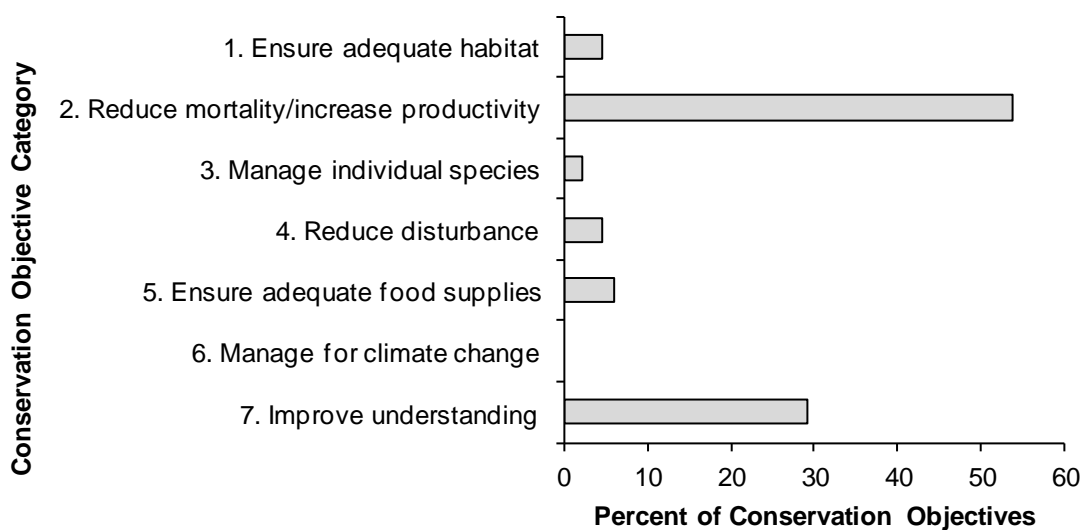 Conservation Objective Category
1. Ensure adequate habitat
2. Reduce mortality/increase productivity
3. Manage individual species
4. Reduce disturbance
5. Ensure adequate food supplies
6. Manage for climate change
7. Improve understanding
0 10 20 30 40 50 60
Percent of Conservation Objectives